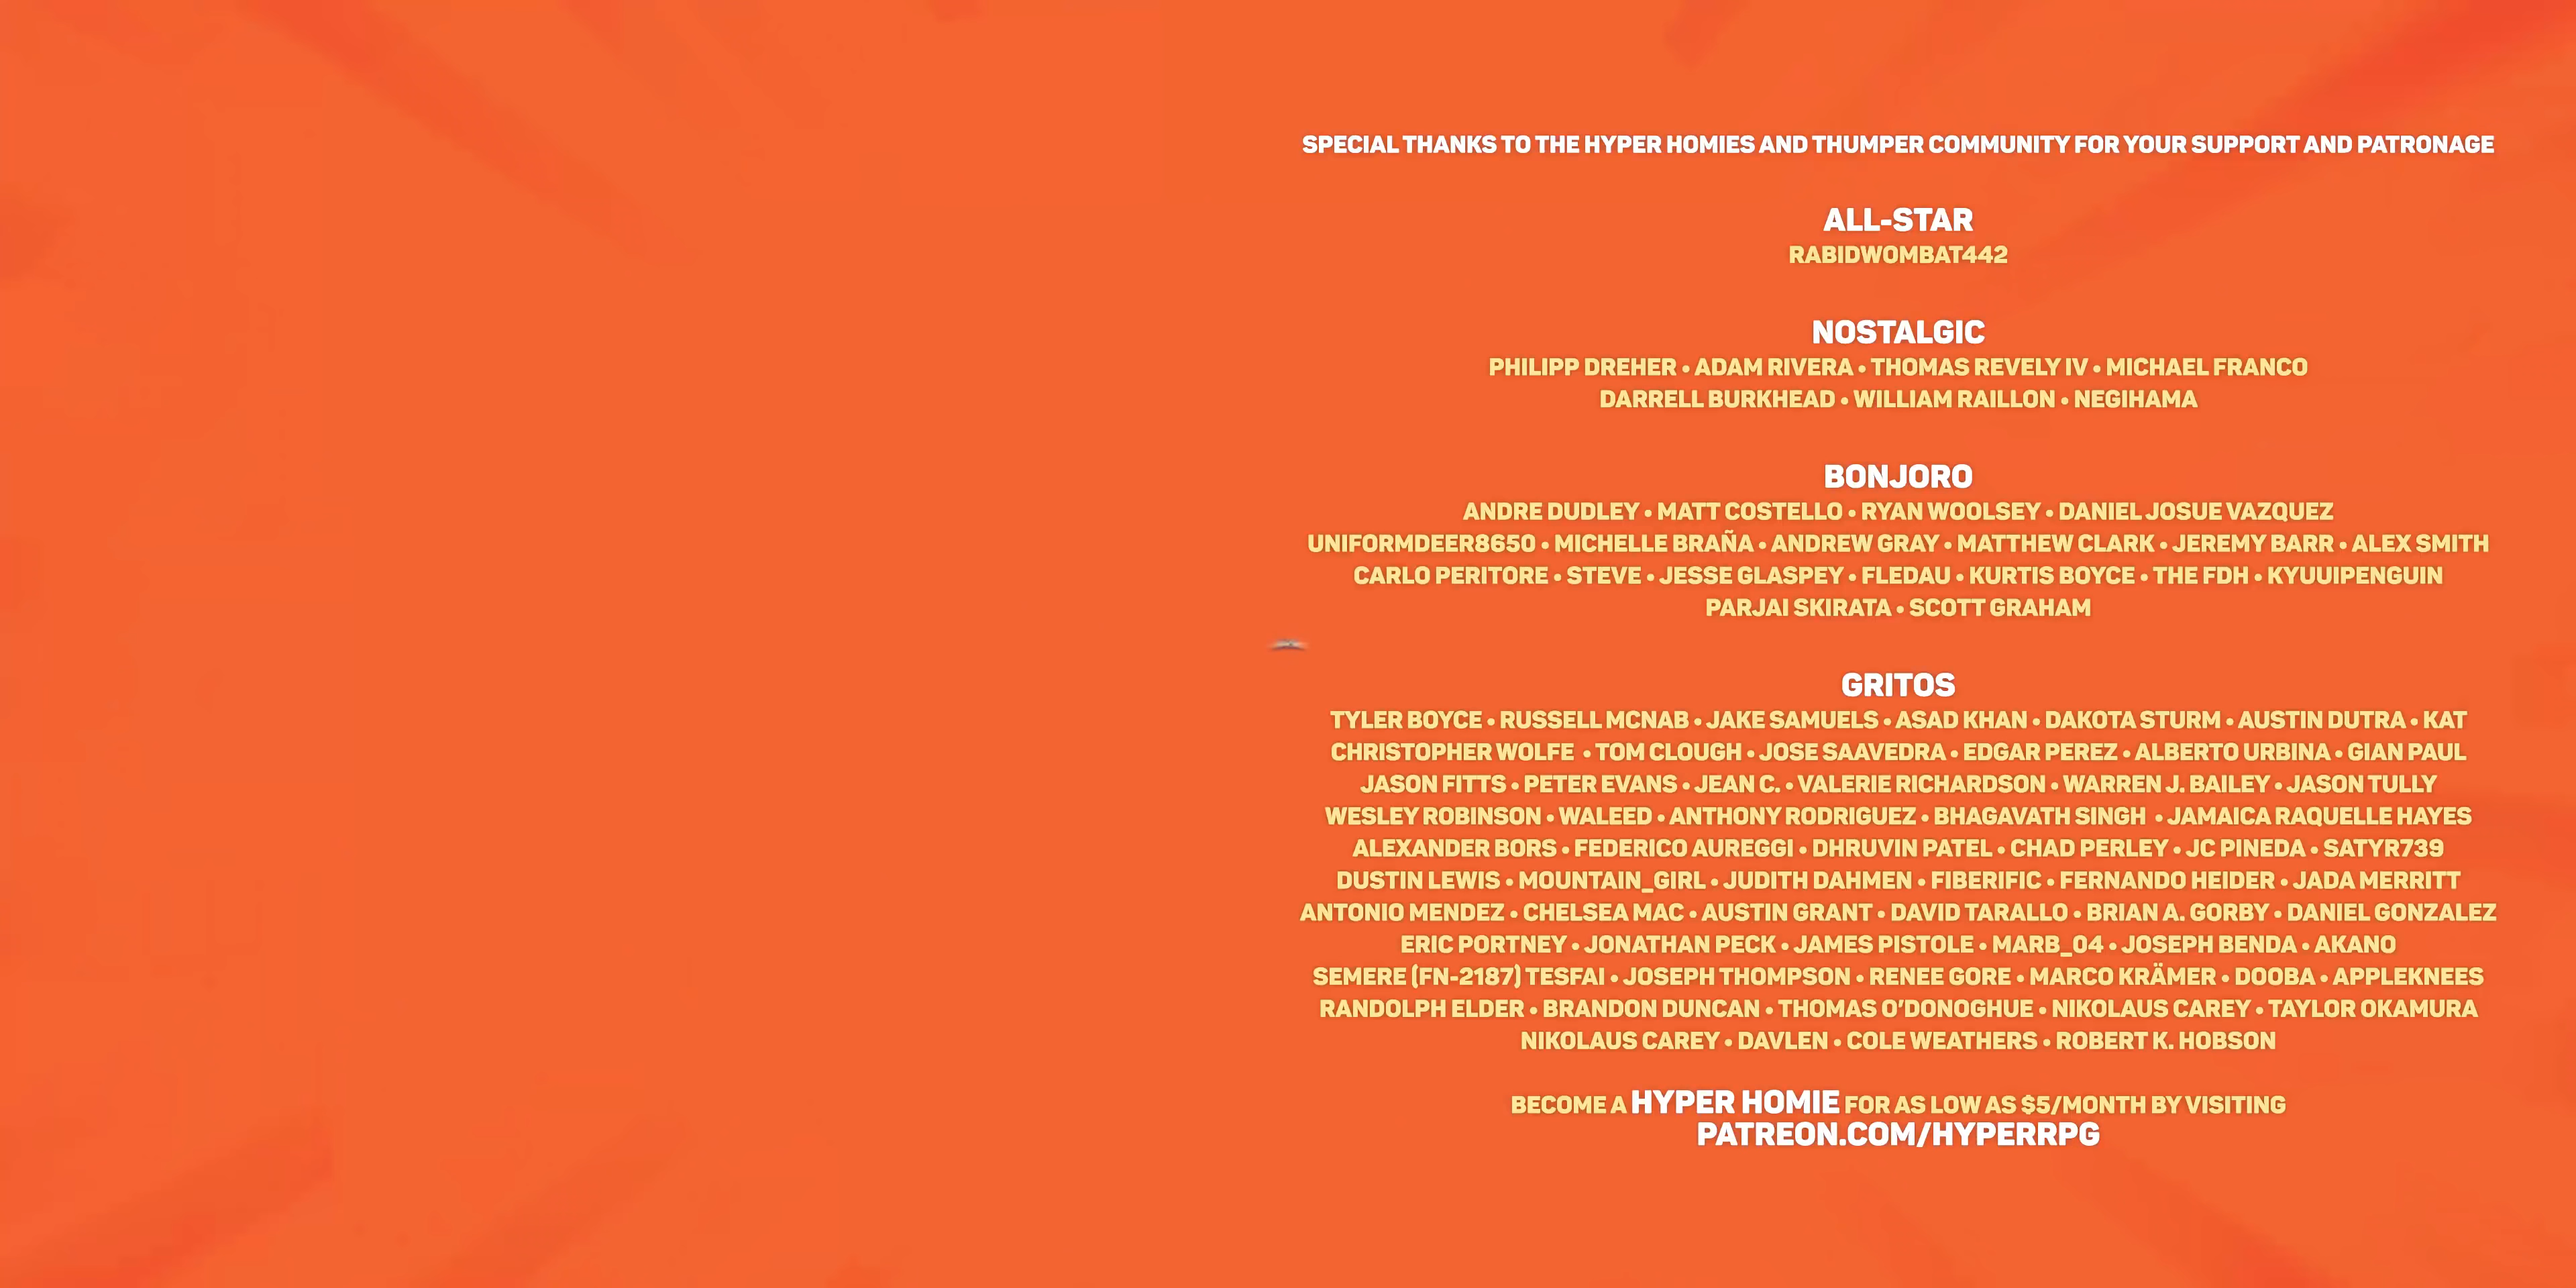 SPECIAL THANKS TO THE HYPER HOMIES AND THUMPER COMMUNITY FOR YOUR SUPPORT AND PATRONAGE
ALL-STAR
RABIDWOMBAT442
NOSTALGIC
PHILIPP DREHER • ADAM RIVERA • THOMAS REVELY IV • MICHAEL FRANCO
DARRELL BURKHEAD • WILLIAM RAILLON • NEGIHAMA
BONJORO
ANDRE DUDLEY • MATT COSTELLO • RYAN WOOLSEY • DANIEL JOSUE VAZQUEZ
UNIFORMDEER8650 • MICHELLE BRAÑA • ANDREW GRAY • MATTHEW CLARK • JEREMY BARR • ALEX SMITH
CARLO PERITORE • STEVE • JESSE GLASPEY • FLEDAU • KURTIS BOYCE • THE FDH • KYUUIPENGUIN
PARJAI SKIRATA • SCOTT GRAHAM
GRITOS
TYLER BOYCE • RUSSELL MCNAB • JAKE SAMUELS • ASAD KHAN • DAKOTA STURM • AUSTIN DUTRA • KAT
CHRISTOPHER WOLFE • TOM CLOUGH • JOSE SAAVEDRA • EDGAR PEREZ • ALBERTO URBINA • GIAN PAUL
JASON FITTS • PETER EVANS • JEAN C. • VALERIE RICHARDSON • WARREN J. BAILEY • JASON TULLY
WESLEY ROBINSON • WALEED • ANTHONY RODRIGUEZ • BHAGAVATH SINGH • JAMAICA RAQUELLE HAYES
ALEXANDER BORS • FEDERICO AUREGGI • DHRUVIN PATEL • CHAD PERLEY • JC PINEDA • SATYR739
DUSTIN LEWIS • MOUNTAIN_GIRL • JUDITH DAHMEN • FIBERIFIC • FERNANDO HEIDER • JADA MERRITT
ANTONIO MENDEZ • CHELSEA MAC • AUSTIN GRANT • DAVID TARALLO • BRIAN A. GORBY • DANIEL GONZALEZ
ERIC PORTNEY • JONATHAN PECK • JAMES PISTOLE • MARB_04 • JOSEPH BENDA • AKANO
SEMERE (FN-2187) TESFAI • JOSEPH THOMPSON • RENEE GORE • MARCO KRÄMER • DOOBA • APPLEKNEES
RANDOLPH ELDER • BRANDON DUNCAN • THOMAS O'DONOGHUE • NIKOLAUS CAREY • TAYLOR OKAMURA
NIKOLAUS CAREY • DAVLEN • COLE WEATHERS • ROBERT K. HOBSON
BECOME A HYPER HOMIE FOR AS LOW AS $5/MONTH BY VISITING
PATREON.COM/HYPERRPG